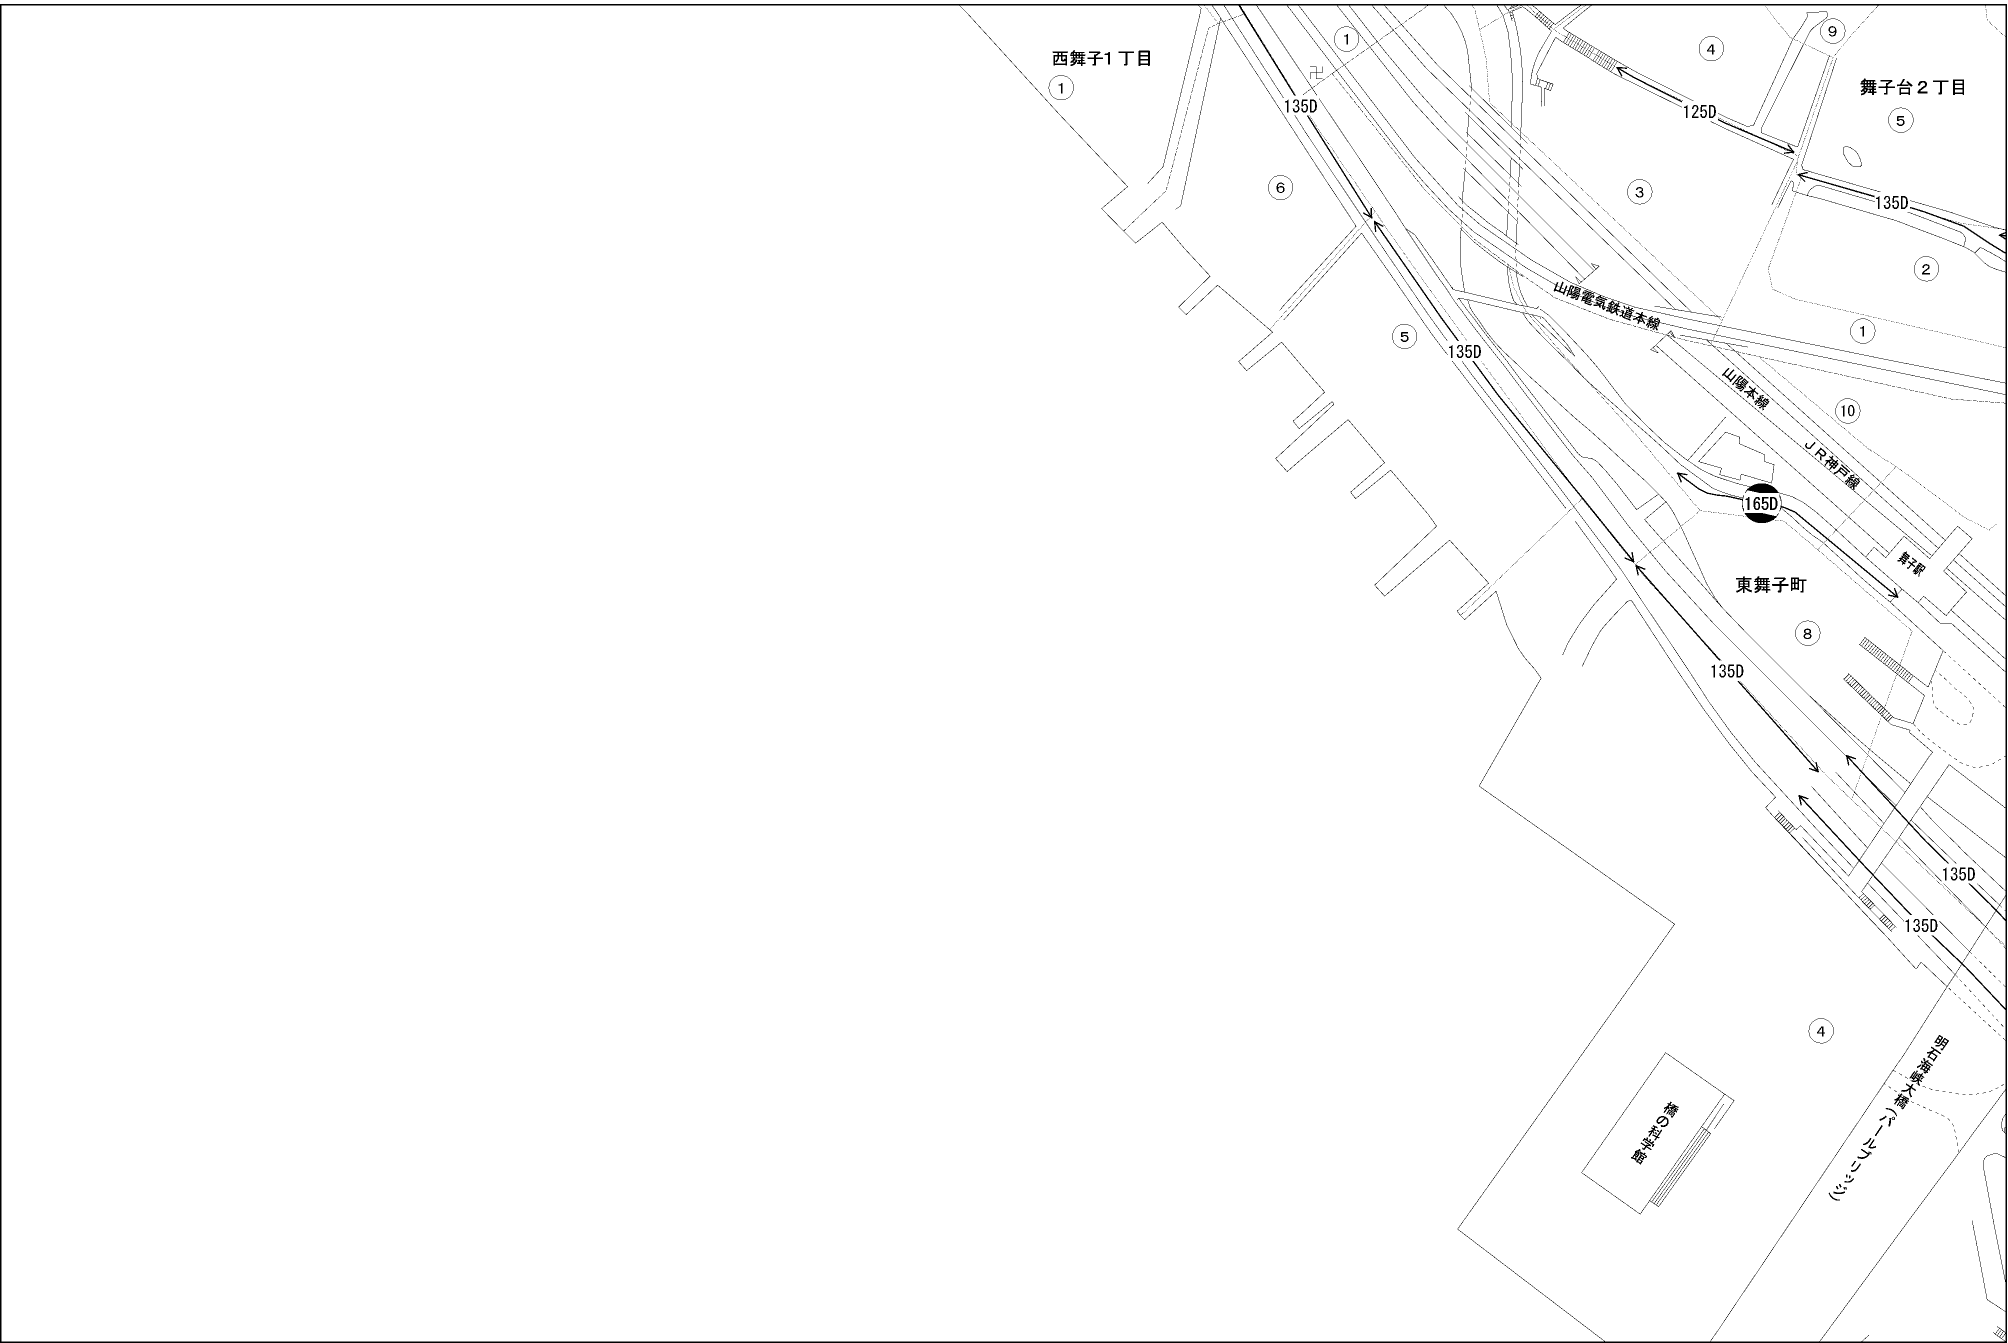 西舞子1丁目
①
①
④
⑨
舞子台2丁目
⑤
135D
125D
⑥
③
135D
②
①
山陽電気鉄道本線
⑤
135D
山陽本線
⑩
JR神戸線
165D
舞子駅
東舞子町
⑧
135D
135D
135D
④
明石海峡大橋(パールブリッジ)
橋の科学館